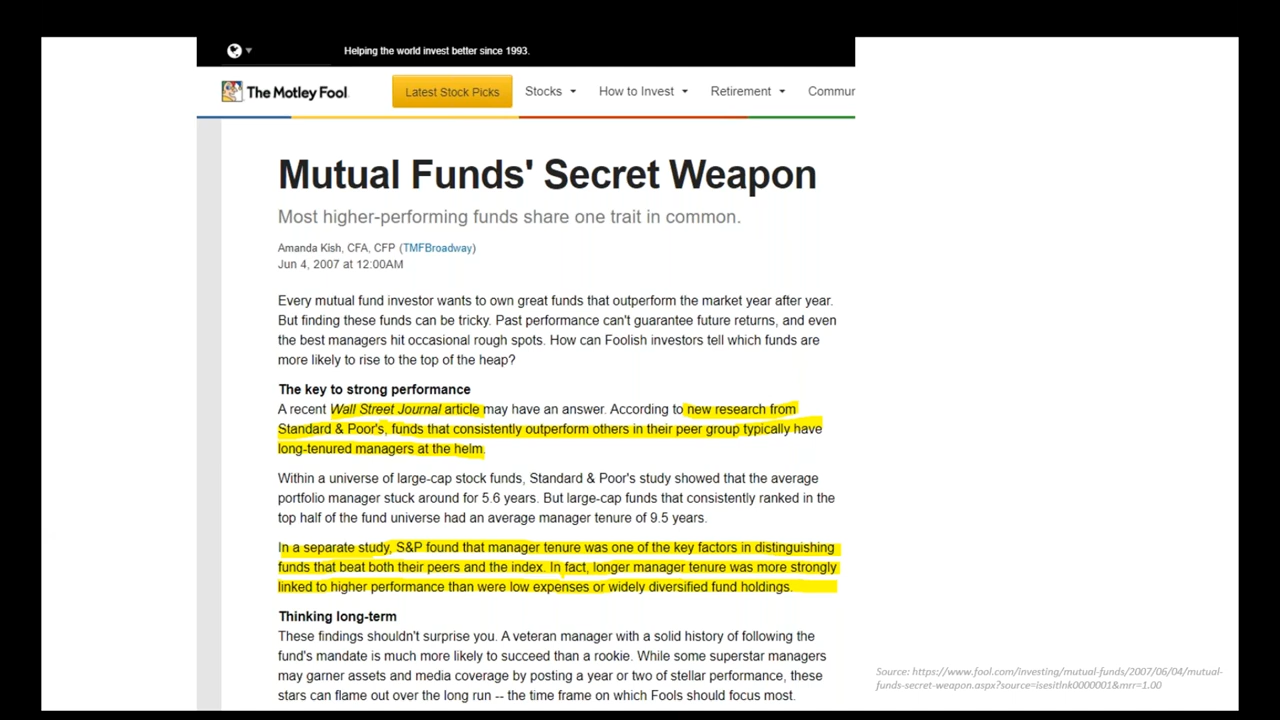 Helping the world invest better since 1993.
The Motley Fool
Latest Stock Picks
Stocks
How to Invest
Retirement
Commur
Mutual Funds' Secret Weapon
Most higher-performing funds share one trait in common.
Amanda Kish, CFA, CFP (TMFBroadway)
Jun 4, 2007 at 12:00AM
Every mutual fund investor wants to own great funds that outperform the market year after year.
But finding these funds can be tricky. Past performance can't guarantee future returns, and even
the best managers hit occasional rough spots. How can Foolish investors tell which funds are
more likely to rise to the top of the heap?
The key to strong performance
A recent Wall Street Journal article may have an answer. According to new research from
Standard & Poor's, funds that consistently outperform others in their peer group typically have
long-tenured managers at the helm.
Within a universe of large-cap stock funds, Standard & Poor's study showed that the average
portfolio manager stuck around for 5.6 years. But large-cap funds that consistently ranked in the
top half of the fund universe had an average manager tenure of 9.5 years.
In a separate study, S&P found that manager tenure was one of the key factors in distinguishing
funds that beat both their peers and the index. In fact, longer manager tenure was more strongly
linked to higher performance than were low expenses or widely diversified fund holdings.
Thinking long-term
These findings shouldn't surprise you. A veteran manager with a solid history of following the
fund's mandate is much more likely to succeed than a rookie. While some superstar managers
may garner assets and media coverage by posting a year or two of stellar performance, these
stars can flame out over the long run -- the time frame on which Fools should focus most.
Source: https://www.fool.com/investing/mutual-funds/2007/06/04/mutual-
funds-secret-weapon.aspx?source=isesitlnk0000001&mrr=1.00